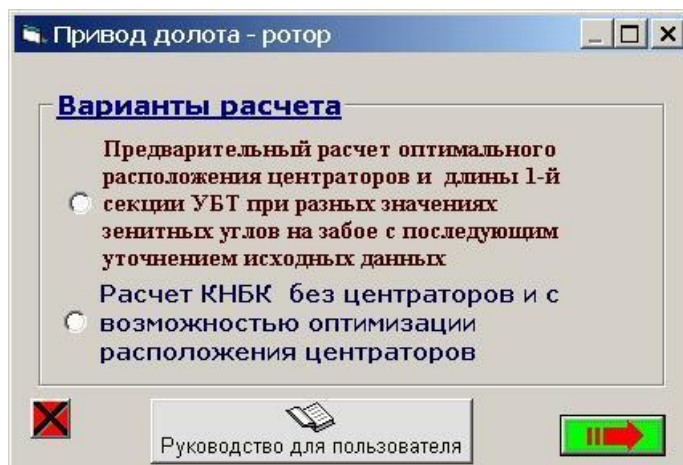 Привод долота - ротор
Варианты расчета
Предварительный расчет оптимального
расположения центраторов и длины 1-й
секции УБТ при разных значениях
зенитных углов на забое с последующим
уточнением исходных данных
Расчет КНБК без центраторов и с
возможностью оптимизации
расположения центраторов
Руководство для пользователя